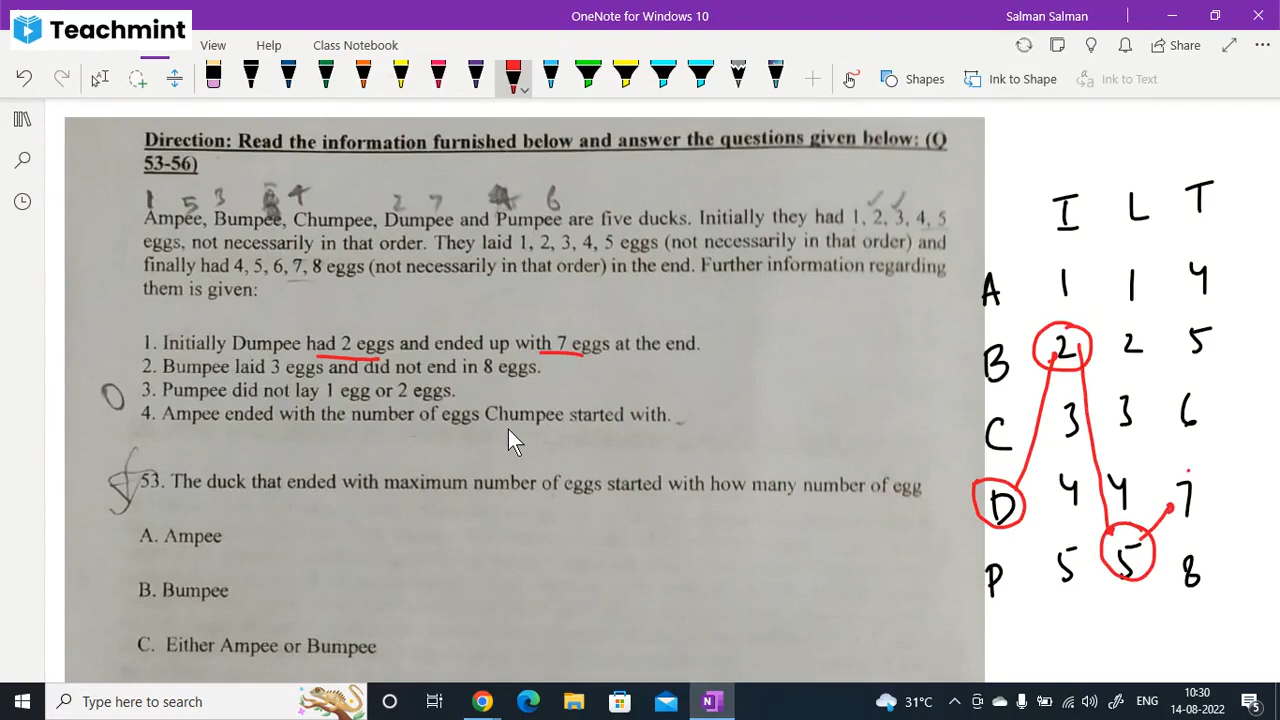 OneNote for Windows 10
Salman Salman
Teachmint
View Help Class Notebook
Share
Shapes
Ink to Shape
Ink to Text
Direction: Read the information furnished below and answer the questions given below: (Q
53-56)
1 5 3 4 2 7 6
Ampee, Bumpee, Chumpee, Dumpee and Pumpee are five ducks. Initially they had 1, 2, 3, 4, 5
eggs, not necessarily in that order. They laid 1, 2, 3, 4, 5 eggs (not necessarily in that order) and
finally had 4, 5, 6, 7, 8 eggs (not necessarily in that order) in the end. Further information regarding
them is given:
1. Initially Dumpee had 2 eggs and ended up with 7 eggs at the end.
2. Bumpee laid 3 eggs and did not end in 8 eggs.
3. Pumpee did not lay 1 egg or 2 eggs.
4. Ampee ended with the number of eggs Chumpee started with.
53. The duck that ended with maximum number of eggs started with how many number of egg
A. Ampee
B. Bumpee
C. Either Ampee or Bumpee
I L T
A 1 1 4
B 2 2 5
C 3 3 6
D 4 4 7
P 5 5 8
Type here to search
31°C
ENG
10:30
14-08-2022
5